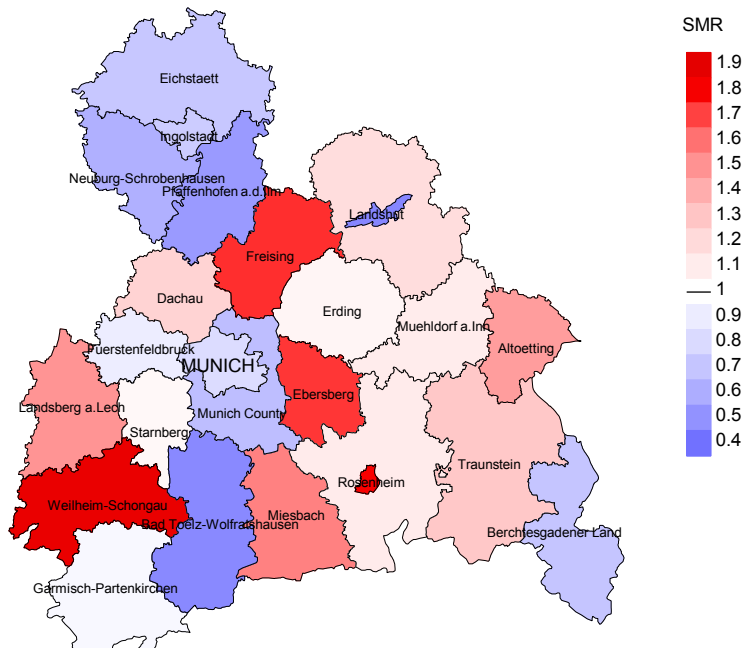 SMR
1.9
1.8
1.7
1.6
1.5
1.4
1.3
1.2
1.1
1
0.9
0.8
0.7
0.6
0.5
0.4
Eichstaett
Ingolstadt
Neuburg-Schrobenhausen
Pfaffenhofen a.d.Ilm
Landshut
Freising
Dachau
Erding
Muehldorf a.Inn
Altoetting
Fuerstenfeldbruck
MUNICH
Ebersberg
Landsberg a.Lech
Munich County
Starnberg
Traunstein
Rosenheim
Weilheim-Schongau
Miesbach
Bad Toelz-Wolfratshausen
Berchtesgadener Land
Garmisch-Partenkirchen